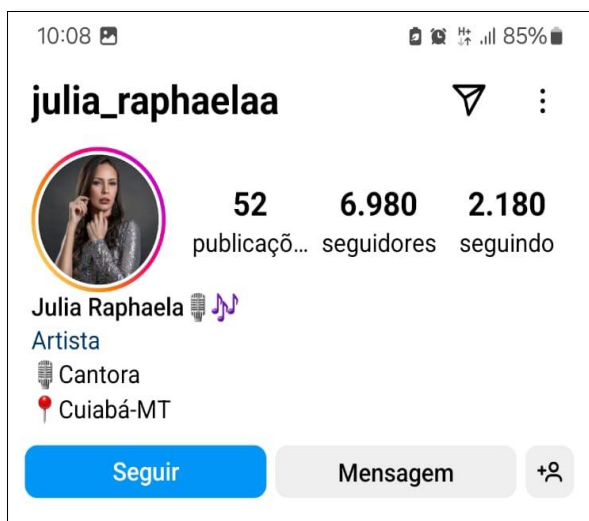 10:08 85%
julia_raphaelaa
52 6.980 2.180
publicaçõ... seguidores seguindo
Julia Raphaela
Artista
Cantora
Cuiabá-MT
Seguir Mensagem